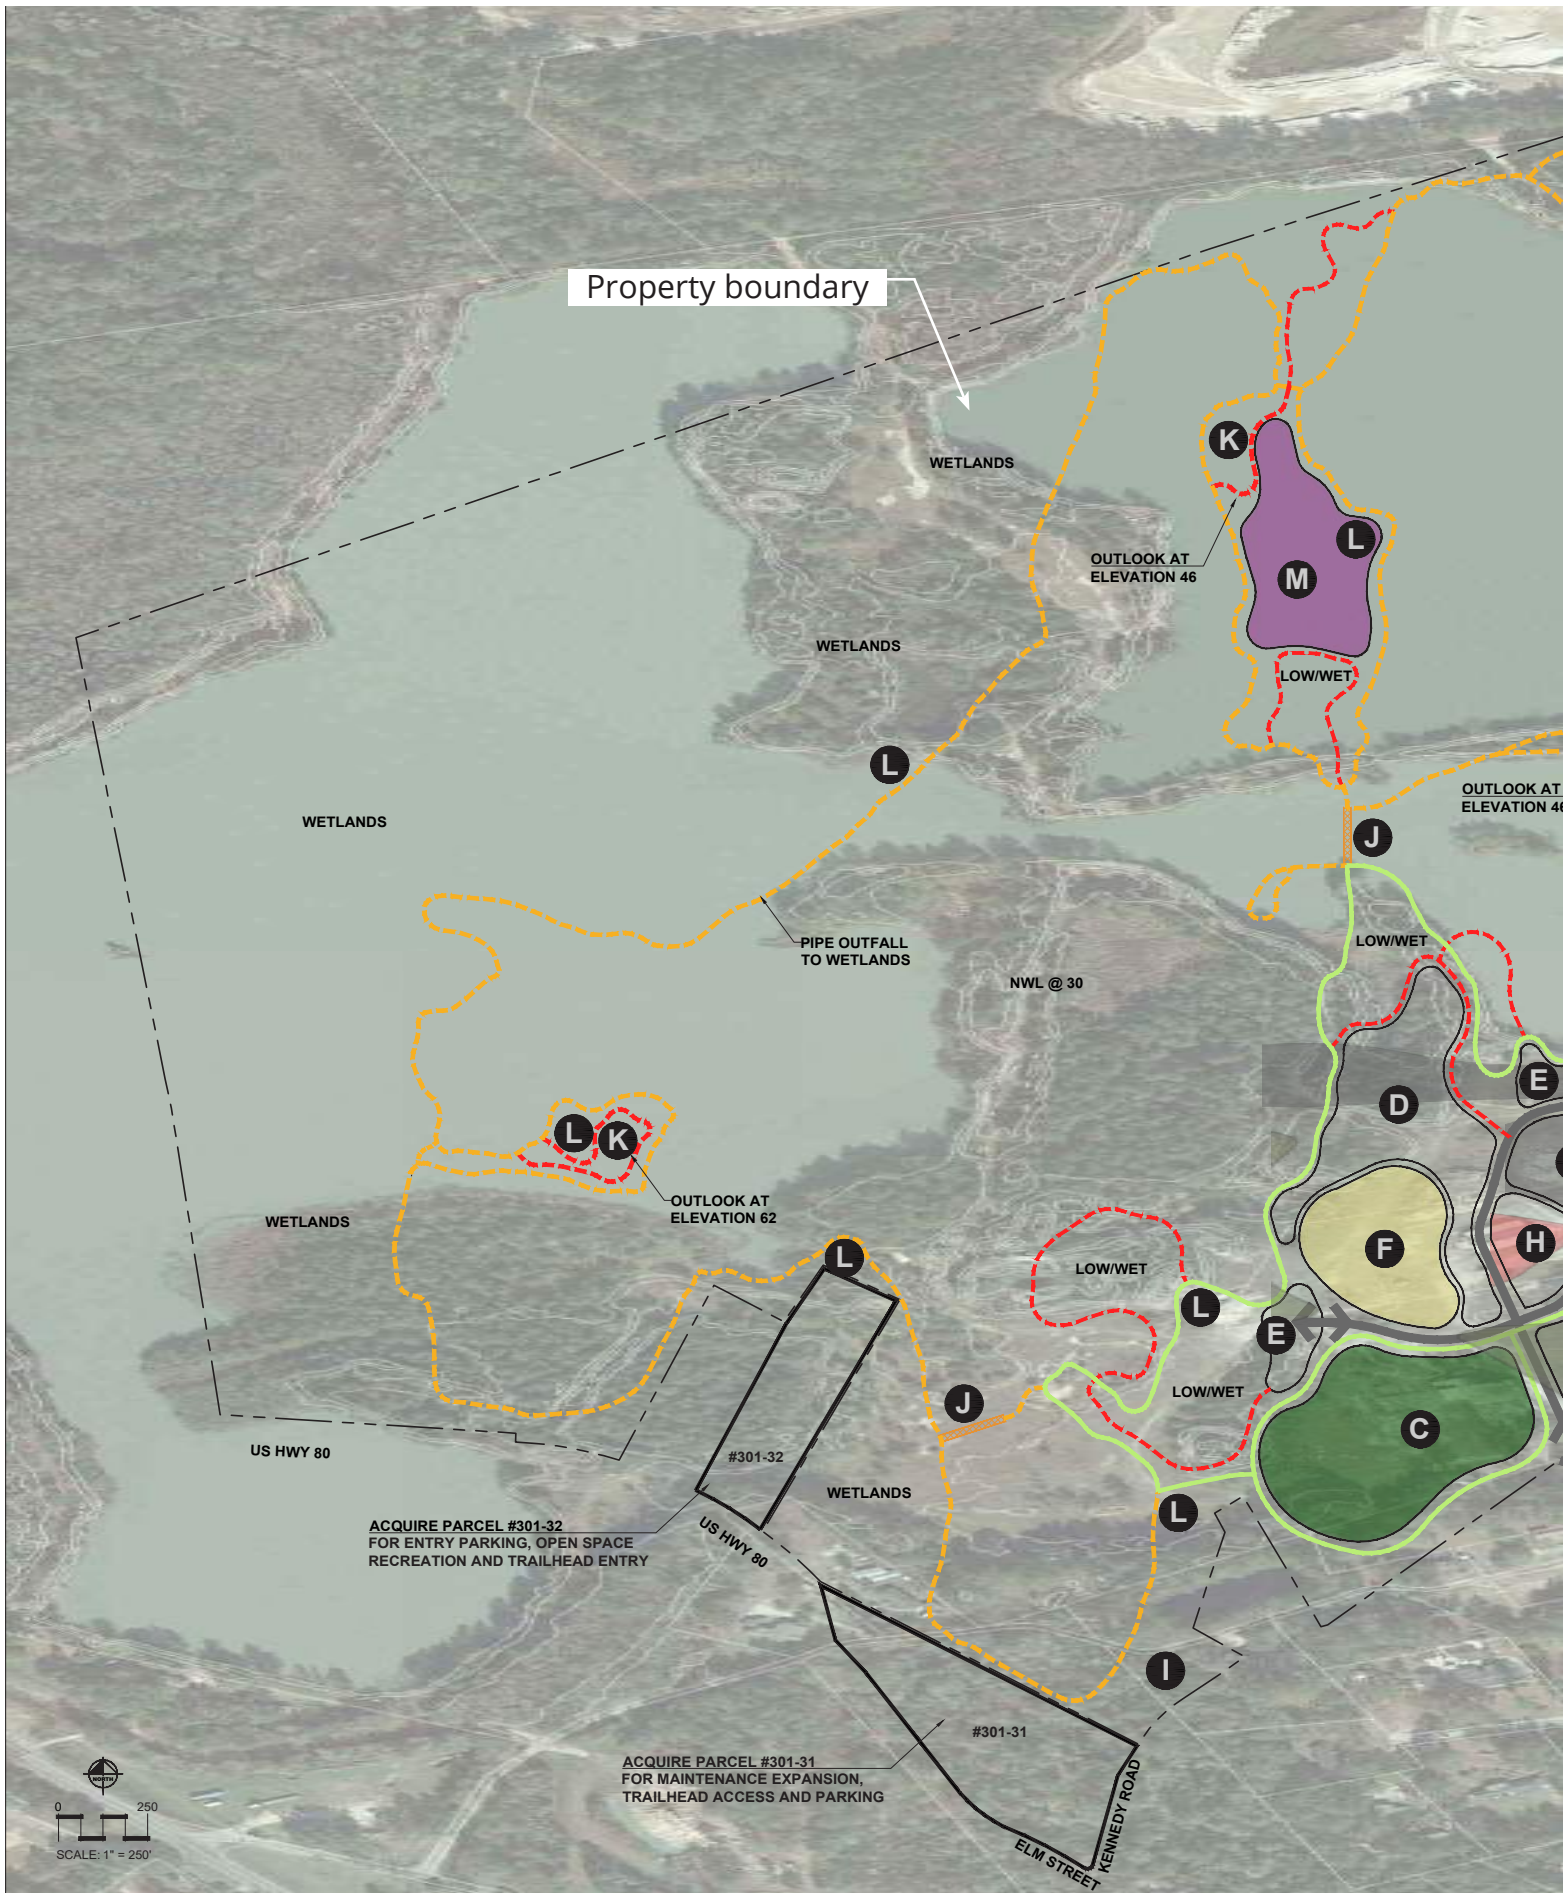 Property boundary
K
WETLANDS
L
OUTLOOK AT
ELEVATION 46
M
WETLANDS
LOW/WET
L
OUTLOOK AT
ELEVATION 46
WETLANDS
J
PIPE OUTFALL
TO WETLANDS
LOW/WET
NWL @ 30
E
D
L
K
OUTLOOK AT
ELEVATION 62
WETLANDS
L
F
H
LOW/WET
L
E
LOW/WET
J
C
US HWY 80
#301-32
WETLANDS
L
ACQUIRE PARCEL #301-32
FOR ENTRY PARKING, OPEN SPACE
RECREATION AND TRAILHEAD ENTRY
US HWY 80
I
#301-31
ACQUIRE PARCEL #301-31
FOR MAINTENANCE EXPANSION,
TRAILHEAD ACCESS AND PARKING
KENNEDY ROAD
ELM STREET
NORTH
0 250
SCALE: 1" = 250'